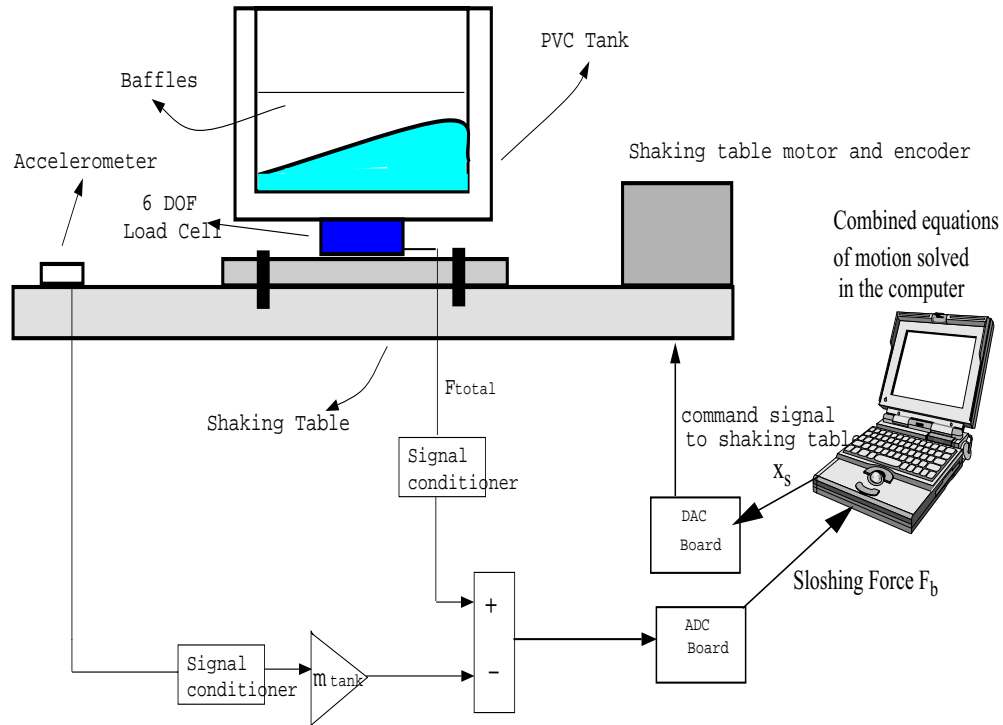 PVC Tank
Baffles
Accelerometer
6 DOF
Load Cell
Shaking table motor and encoder
Combined equations
of motion solved
in the computer
Ftotal
Shaking Table
command signal
to shaking table
xs
Signal
conditioner
DAC
Board
Sloshing Force Fb
+
-
ADC
Board
Signal
conditioner
m tank